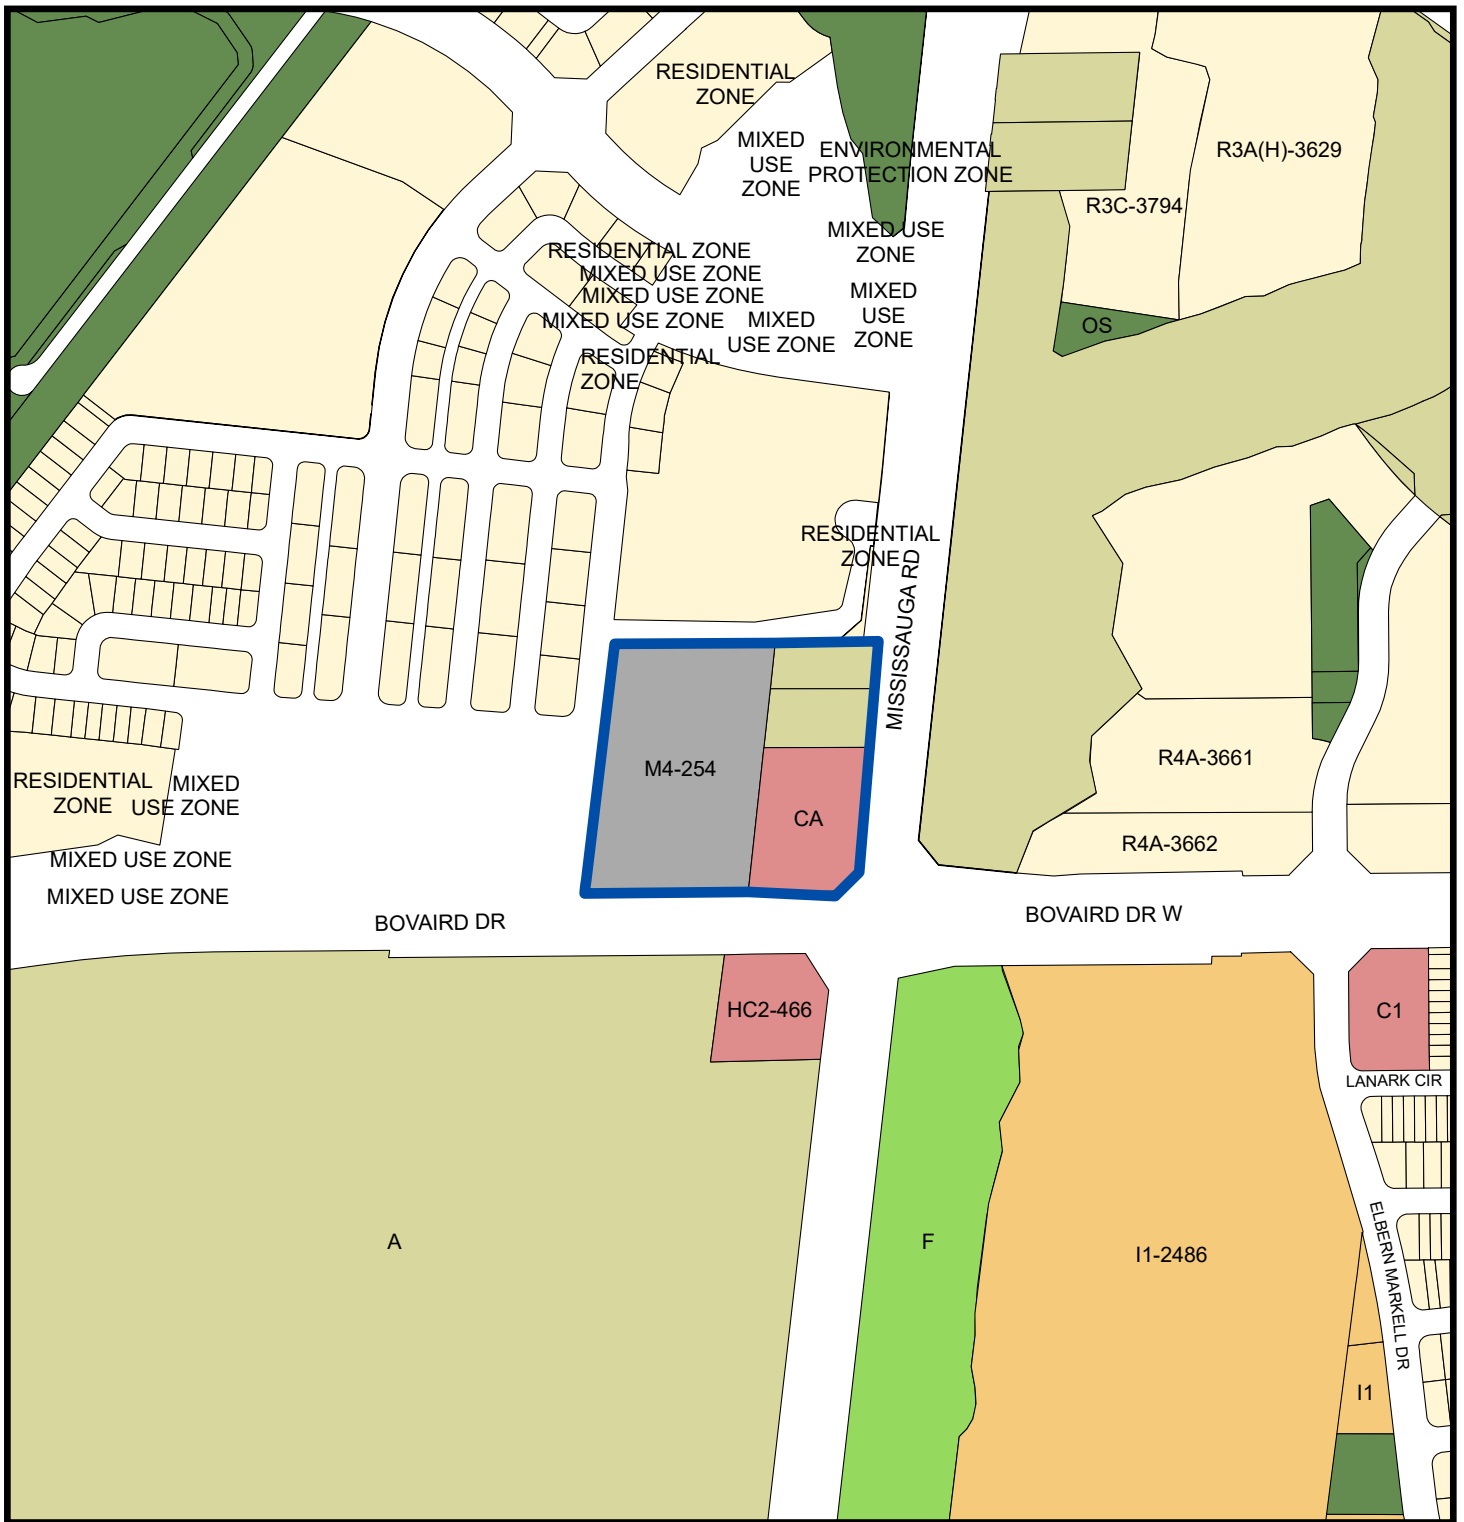 RESIDENTIAL
ZONE
MIXED
USE
ZONE
ENVIRONMENTAL
PROTECTION ZONE
R3A(H)-3629
R3C-3794
MIXED USE
ZONE
RESIDENTIAL ZONE
MIXED USE ZONE
MIXED USE ZONE
MIXED USE ZONE
MIXED
USE ZONE
MIXED
USE
ZONE
OS
RESIDENTIAL
ZONE
RESIDENTIAL
ZONE
MISSISSAUGA RD
M4-254
CA
R4A-3661
R4A-3662
RESIDENTIAL
ZONE
MIXED
USE ZONE
MIXED USE ZONE
MIXED USE ZONE
BOVAIRD DR
BOVAIRD DR W
HC2-466
C1
LANARK CIR
A
F
I1-2486
ELBERN MARKELL DR
I1